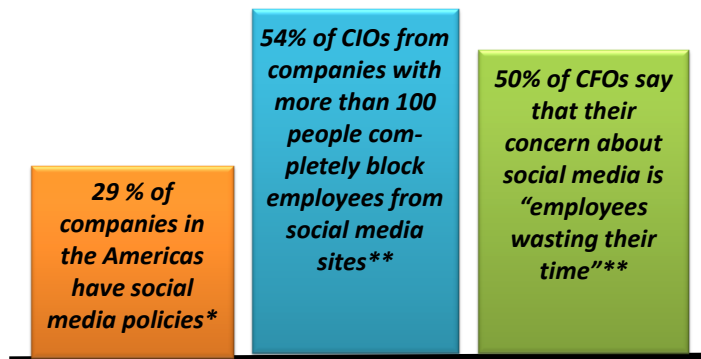 29 % of
companies in
the Americas
have social
media policies*
54% of CIOs from
companies with
more than 100
people com-
pletely block
employees from
social media
sites**
50% of CFOs say
that their
concern about
social media is
“employees
wasting their
time”**